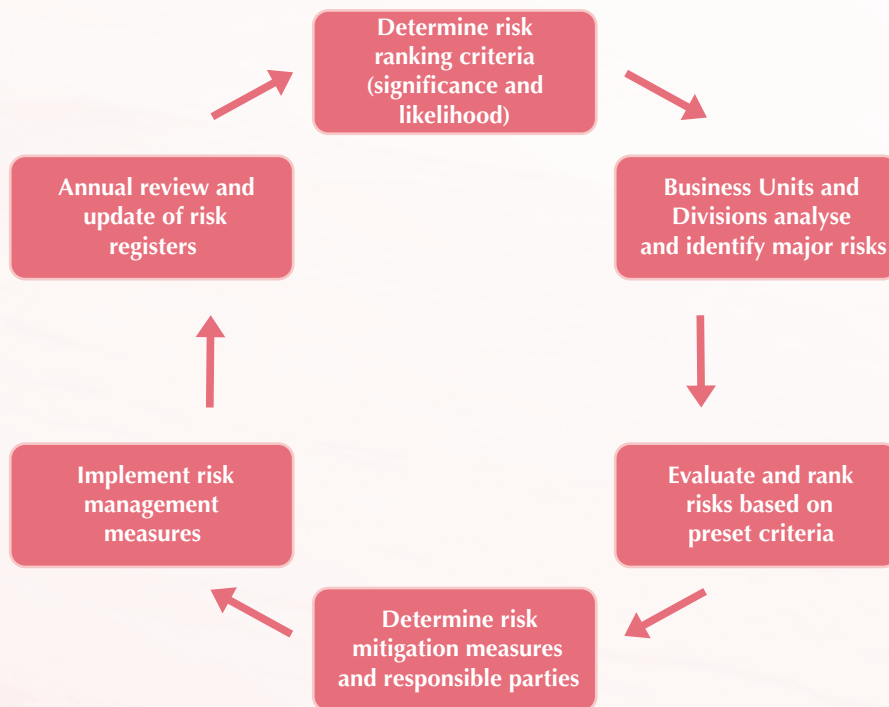 Determine risk
ranking criteria
(significance and
likelihood)
Business Units and
Divisions analyse
and identify major risks
Evaluate and rank
risks based on
preset criteria
Determine risk
mitigation measures
and responsible parties
Implement risk
management
measures
Annual review and
update of risk
registers